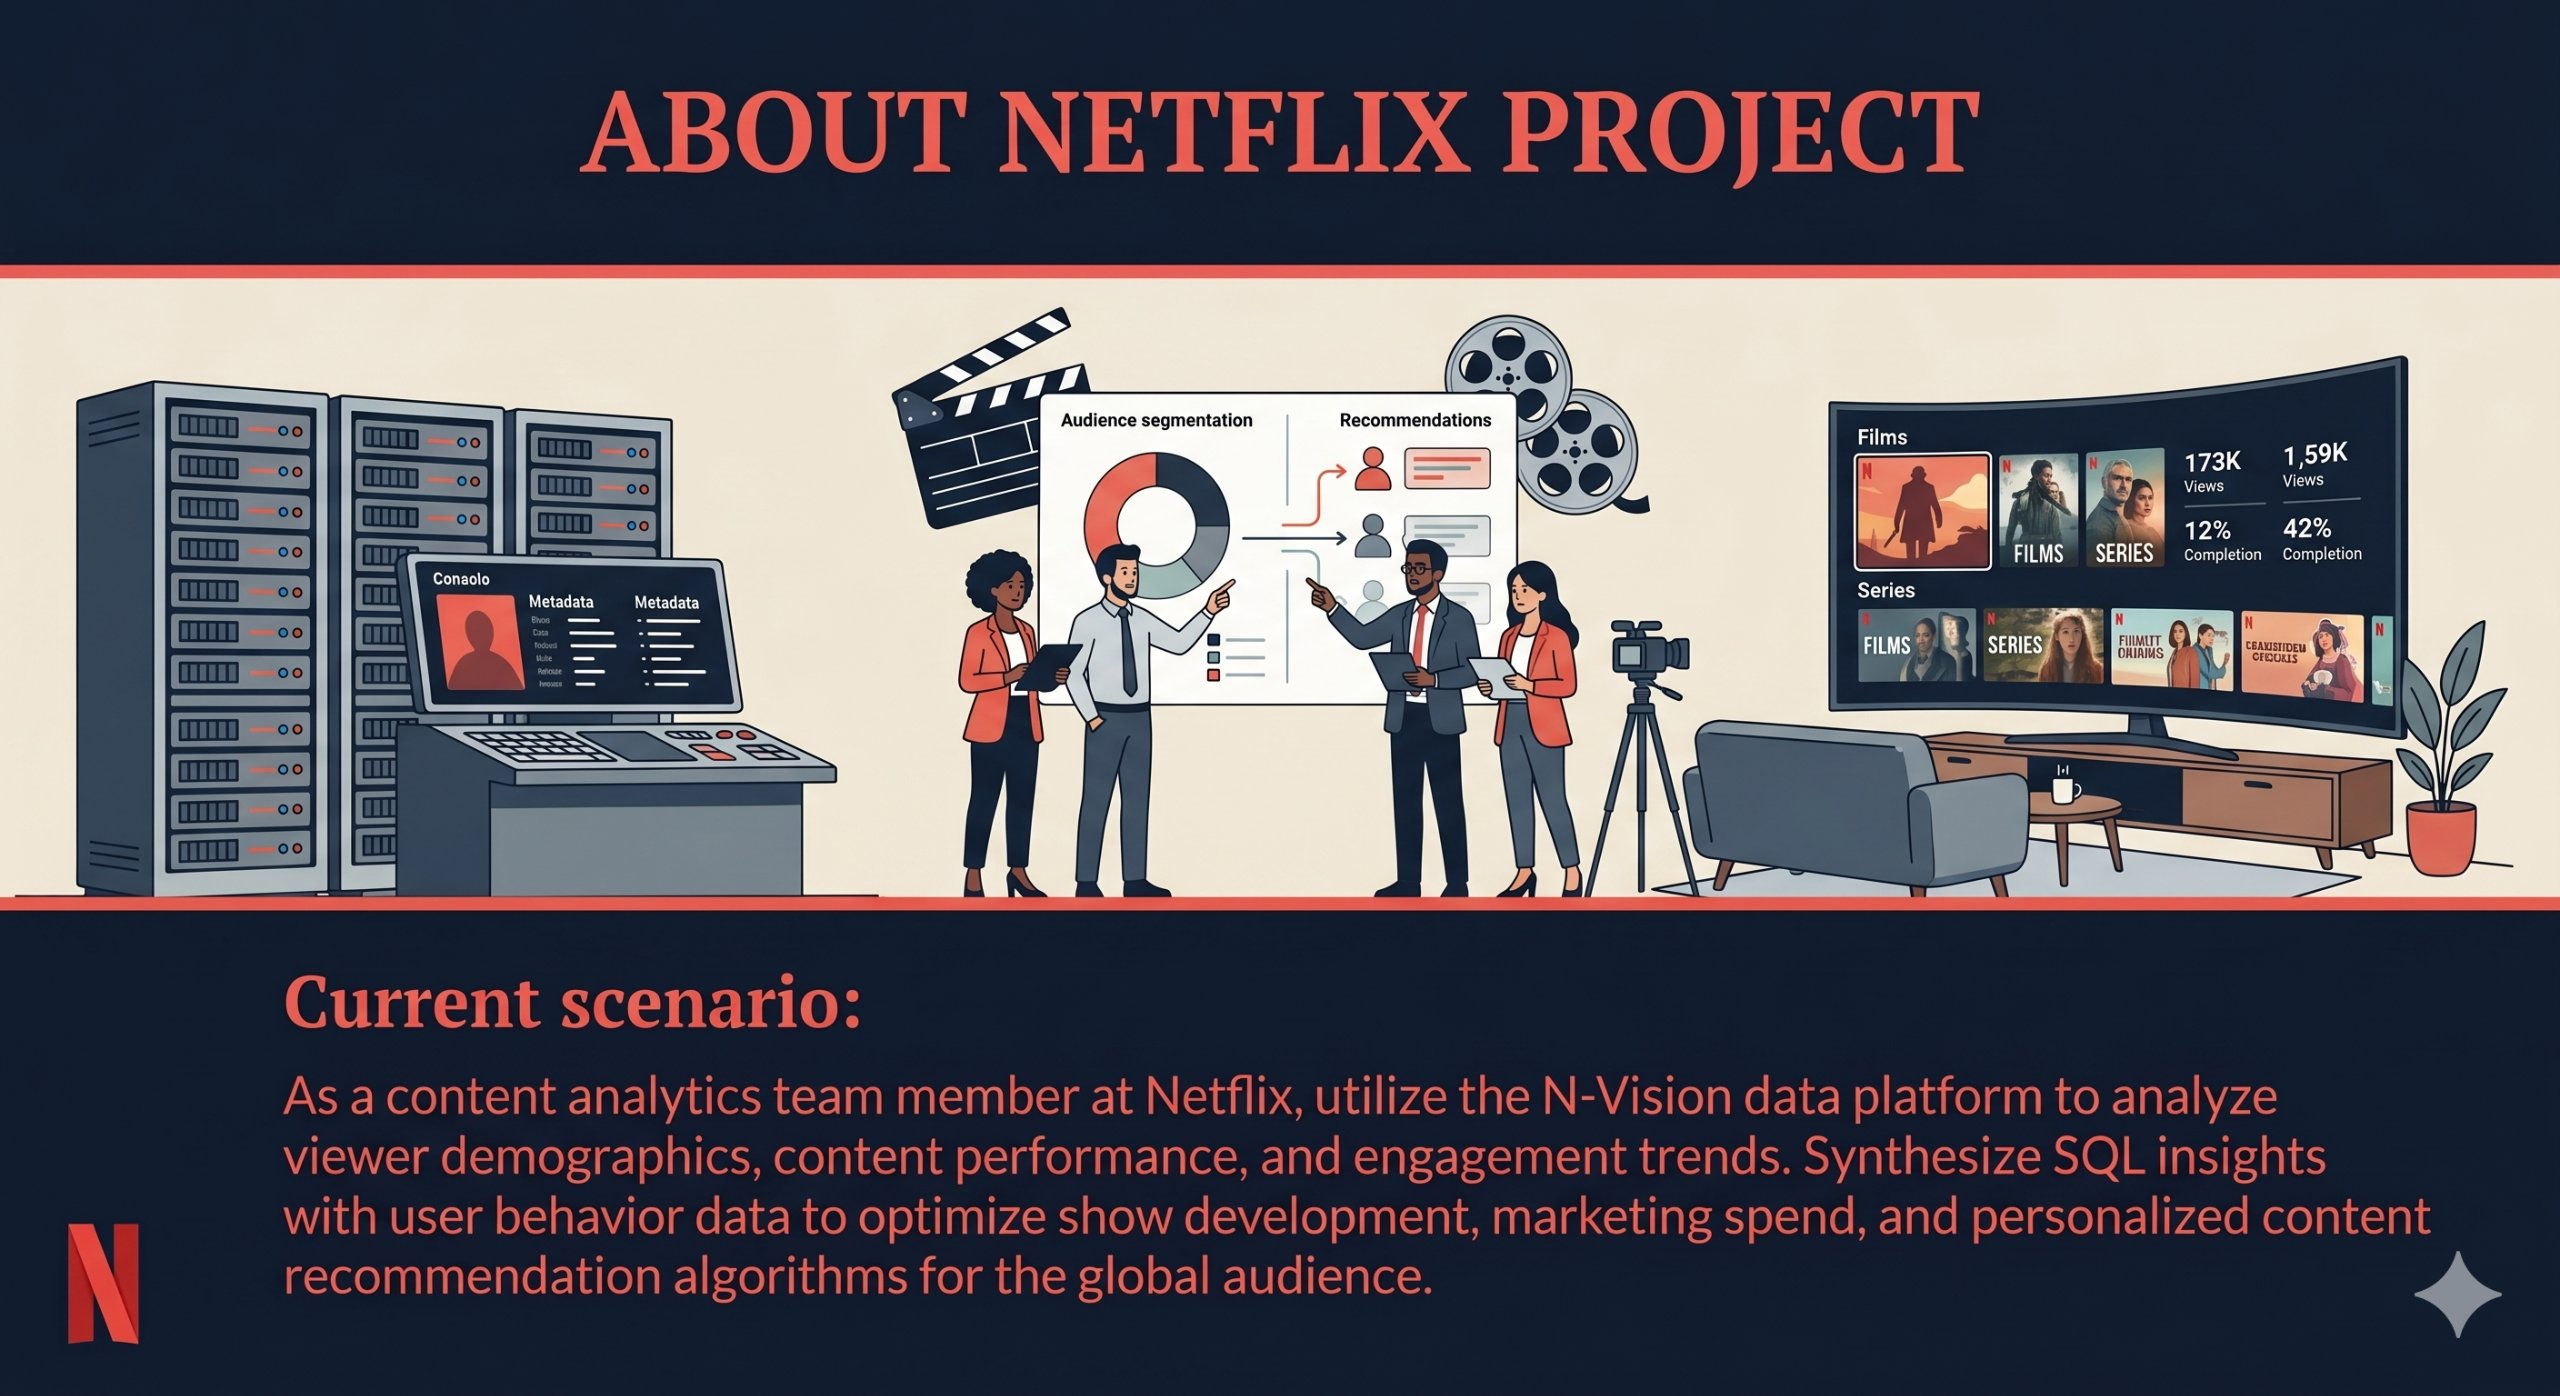 ABOUT NETFLIX PROJECT
Conaolo
Metadata
Metadata
Audience segmentation
Recommendations
Films
N
N
FILMS
N
SERIES
173K
Views
1,59K
Views
12%
Completion
42%
Completion
Series
N
FILMS
N
SERIES
N
N
N
Current scenario:
As a content analytics team member at Netflix, utilize the N-Vision data platform to analyze
viewer demographics, content performance, and engagement trends. Synthesize SQL insights
with user behavior data to optimize show development, marketing spend, and personalized content
recommendation algorithms for the global audience.
N